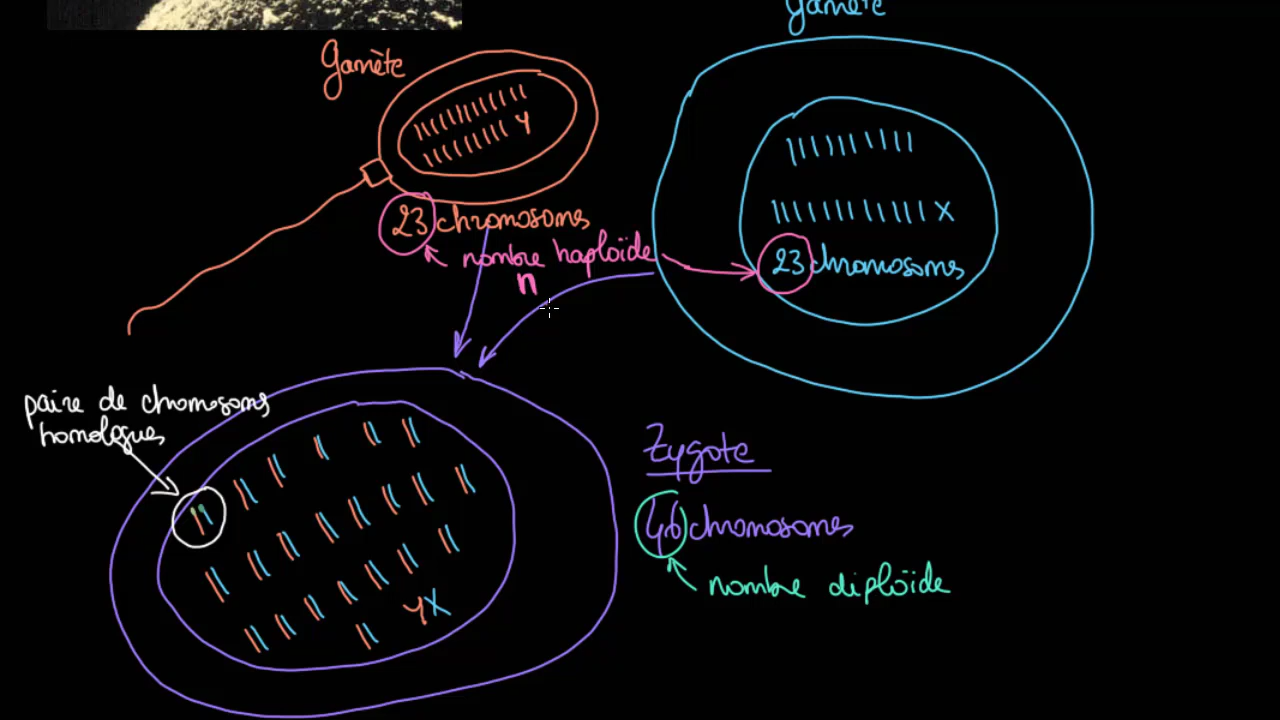 Gamète
Gamète
Y
23 chromosomes
nombre haploïde
n
X
23 chromosomes
paire de chromosomes
homologues
YX
Zygote
46 chromosomes
nombre diploïde